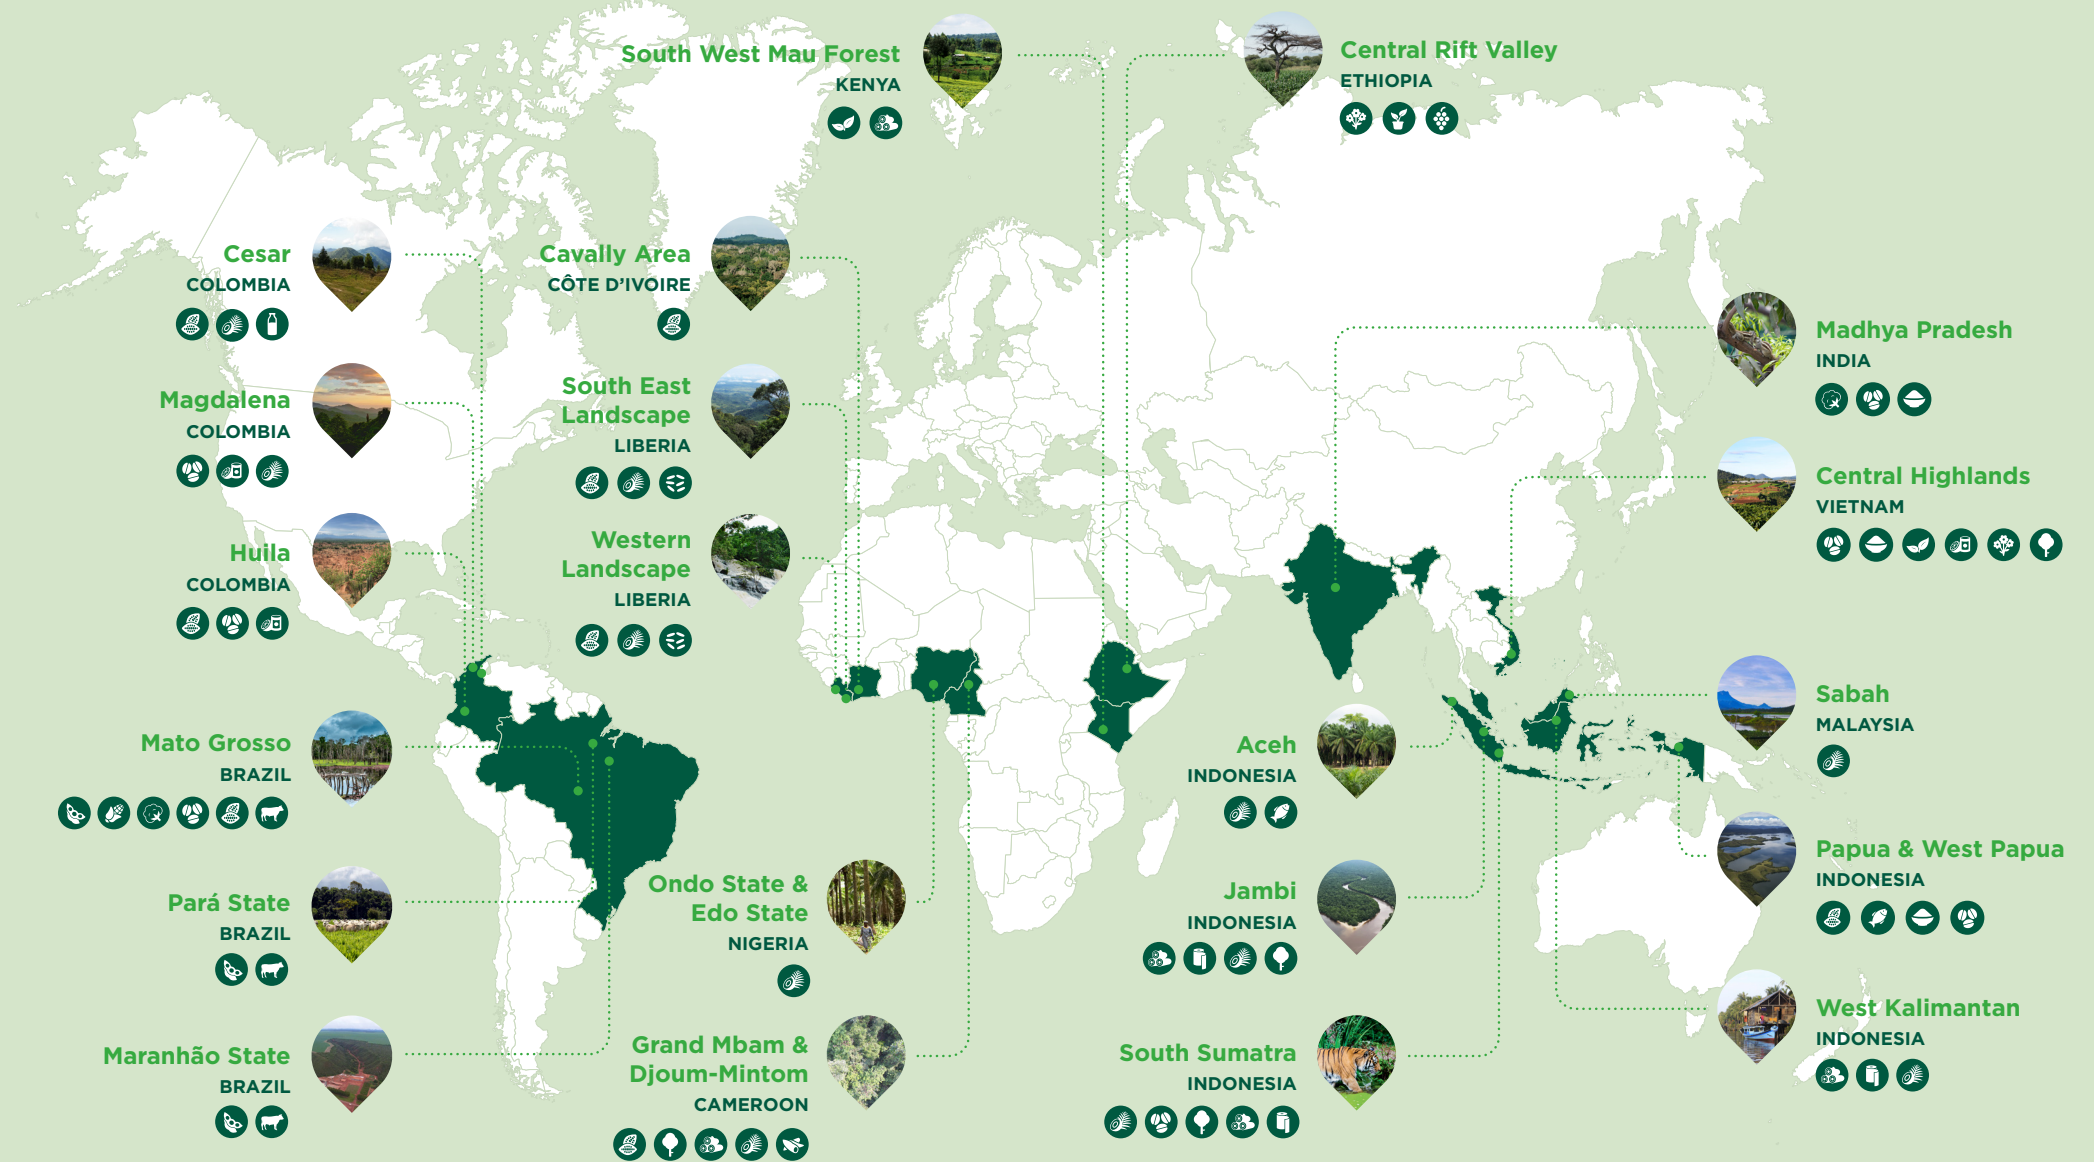 South West Mau Forest
KENYA
Central Rift Valley
ETHIOPIA
Cesar
COLOMBIA
Magdalena
COLOMBIA
Huila
COLOMBIA
Mato Grosso
BRAZIL
Pará State
BRAZIL
Maranhão State
BRAZIL
Cavally Area
CÔTE D’IVOIRE
South East
Landscape
LIBERIA
Western
Landscape
LIBERIA
Ondo State &
Edo State
NIGERIA
Grand Mbam &
Djoum-Mintom
CAMEROON
Aceh
INDONESIA
Jambi
INDONESIA
South Sumatra
INDONESIA
Madhya Pradesh
INDIA
Central Highlands
VIETNAM
Sabah
MALAYSIA
Papua & West Papua
INDONESIA
West Kalimantan
INDONESIA